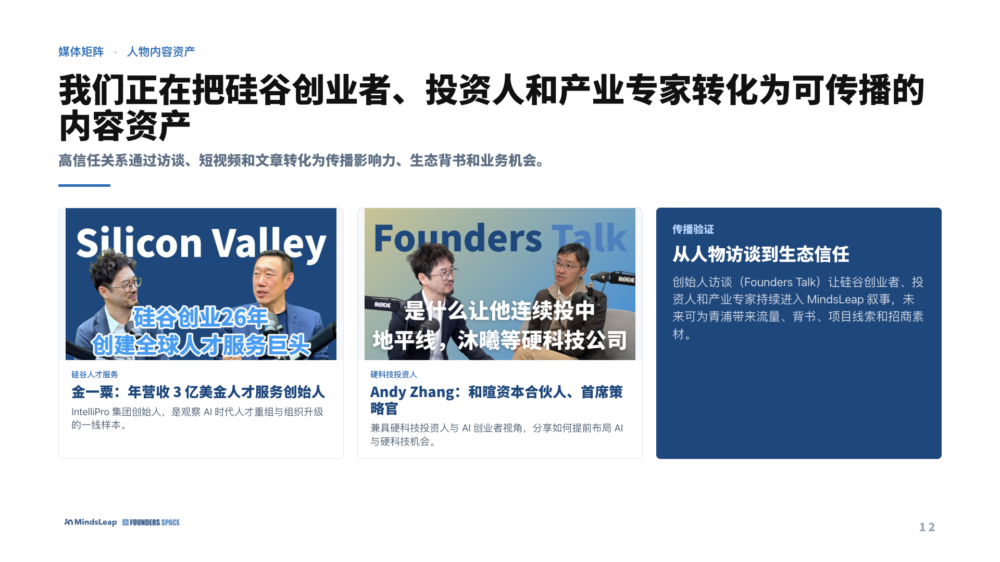 媒体矩阵 · 人物内容资产
我们正在把硅谷创业者、投资人和产业专家转化为可传播的
内容资产
高信任关系通过访谈、短视频和文章转化为传播影响力、生态背书和业务机会。
Silicon Valley
硅谷创业26年
创建全球人才服务巨头
硅谷人才服务
金一粟：年营收 3 亿美金人才服务创始人
IntelliPro 集团创始人，是观察 AI 时代人才重组与组织升级
的一线样本。
Founders Talk
RØDE
RØDE
是什么让他连续投中
地平线，沐曦等硬科技公司
硬科技投资人
Andy Zhang：和暄资本合伙人、首席策
略官
兼具硬科技投资人与 AI 创业者视角，分享如何提前布局 AI
与硬科技机会。
传播验证
从人物访谈到生态信任
创始人访谈（Founders Talk）让硅谷创业者、投
资人和产业专家持续进入 MindsLeap 叙事，未
来可为青浦带来流量、背书、项目线索和招商素
材。
MindsLeap FOUNDERS SPACE
12